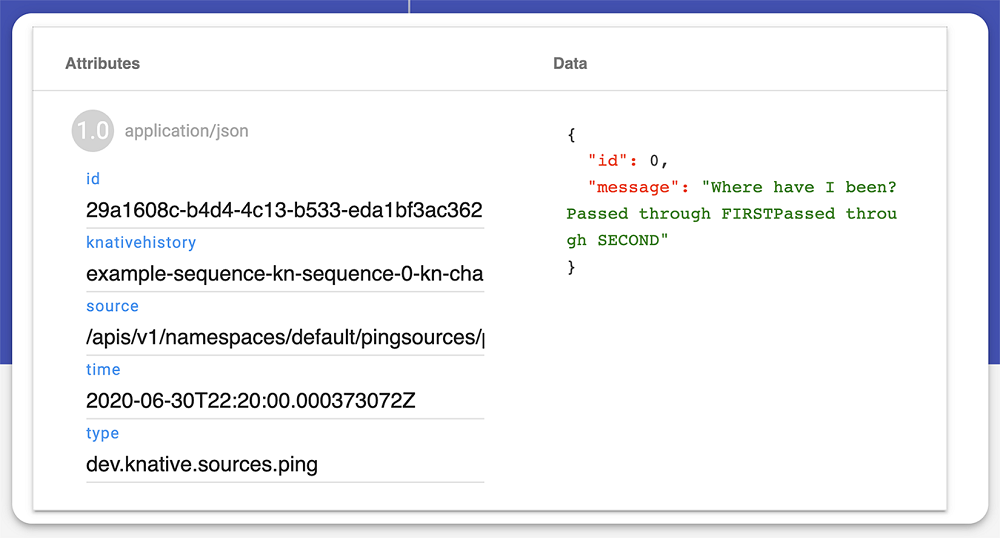 Attributes
Data
1.0 application/json
id
29a1608c-b4d4-4c13-b533-eda1bf3ac362
knativehistory
example-sequence-kn-sequence-0-kn-cha
source
/apis/v1/namespaces/default/pingsources/
time
2020-06-30T22:20:00.000373072Z
type
dev.knative.sources.ping
{
"id": 0,
"message": "Where have I been?
Passed through FIRSTPassed throu
gh SECOND"
}